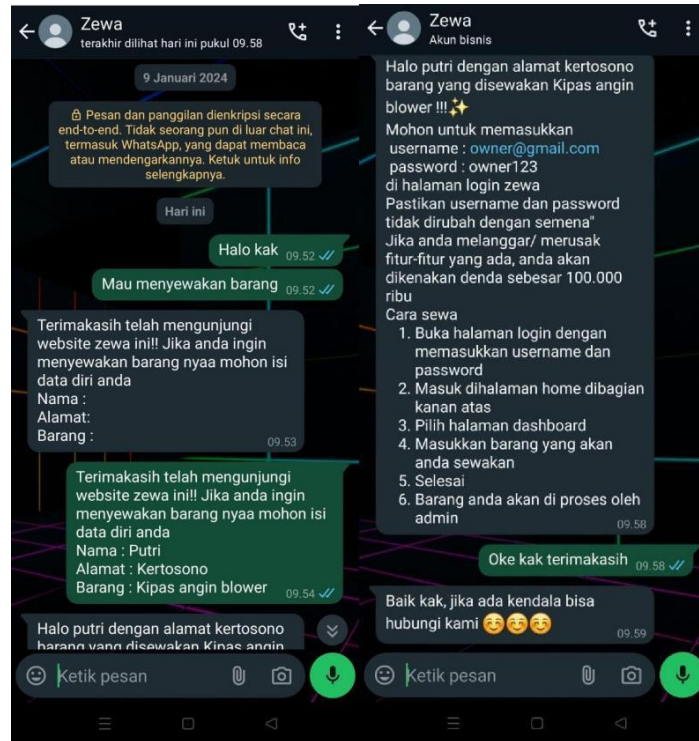 Zewa
terakhir dilihat hari ini pukul 09.58
9 Januari 2024
Pesan dan panggilan dienkripsi secara
end-to-end. Tidak seorang pun di luar chat ini,
termasuk WhatsApp, yang dapat membaca
atau mendengarkannya. Ketuk untuk info
selengkapnya.
Hari ini
Halo kak 09.52
Mau menyewakan barang 09.52
Terimakasih telah mengunjungi
website zewa ini!! Jika anda ingin
menyewakan barang nyaa mohon isi
data diri anda
Nama :
Alamat:
Barang :
09.53
Terimakasih telah mengunjungi
website zewa ini!! Jika anda ingin
menyewakan barang nyaa mohon isi
data diri anda
Nama : Putri
Alamat : Kertosono
Barang : Kipas angin blower 09.54
Halo putri dengan alamat kertosono
barang yang disewakan Kipas angin
Ketik pesan
Zewa
Akun bisnis
Halo putri dengan alamat kertosono
barang yang disewakan Kipas angin
blower !!!✨
Mohon untuk memasukkan
username : owner@gmail.com
password : owner123
di halaman login zewa
Pastikan username dan password
tidak dirubah dengan semena"
Jika anda melanggar/ merusak
fitur-fitur yang ada, anda akan
dikenakan denda sebesar 100.000
ribu
Cara sewa
1. Buka halaman login dengan
memasukkan username dan
password
2. Masuk dihalaman home dibagian
kanan atas
3. Pilih halaman dashboard
4. Masukkan barang yang akan
anda sewakan
5. Selesai
6. Barang anda akan di proses oleh
admin
09.58
Oke kak terimakasih 09.58
Baik kak, jika ada kendala bisa
hubungi kami 😊😊😊
09.59
Ketik pesan